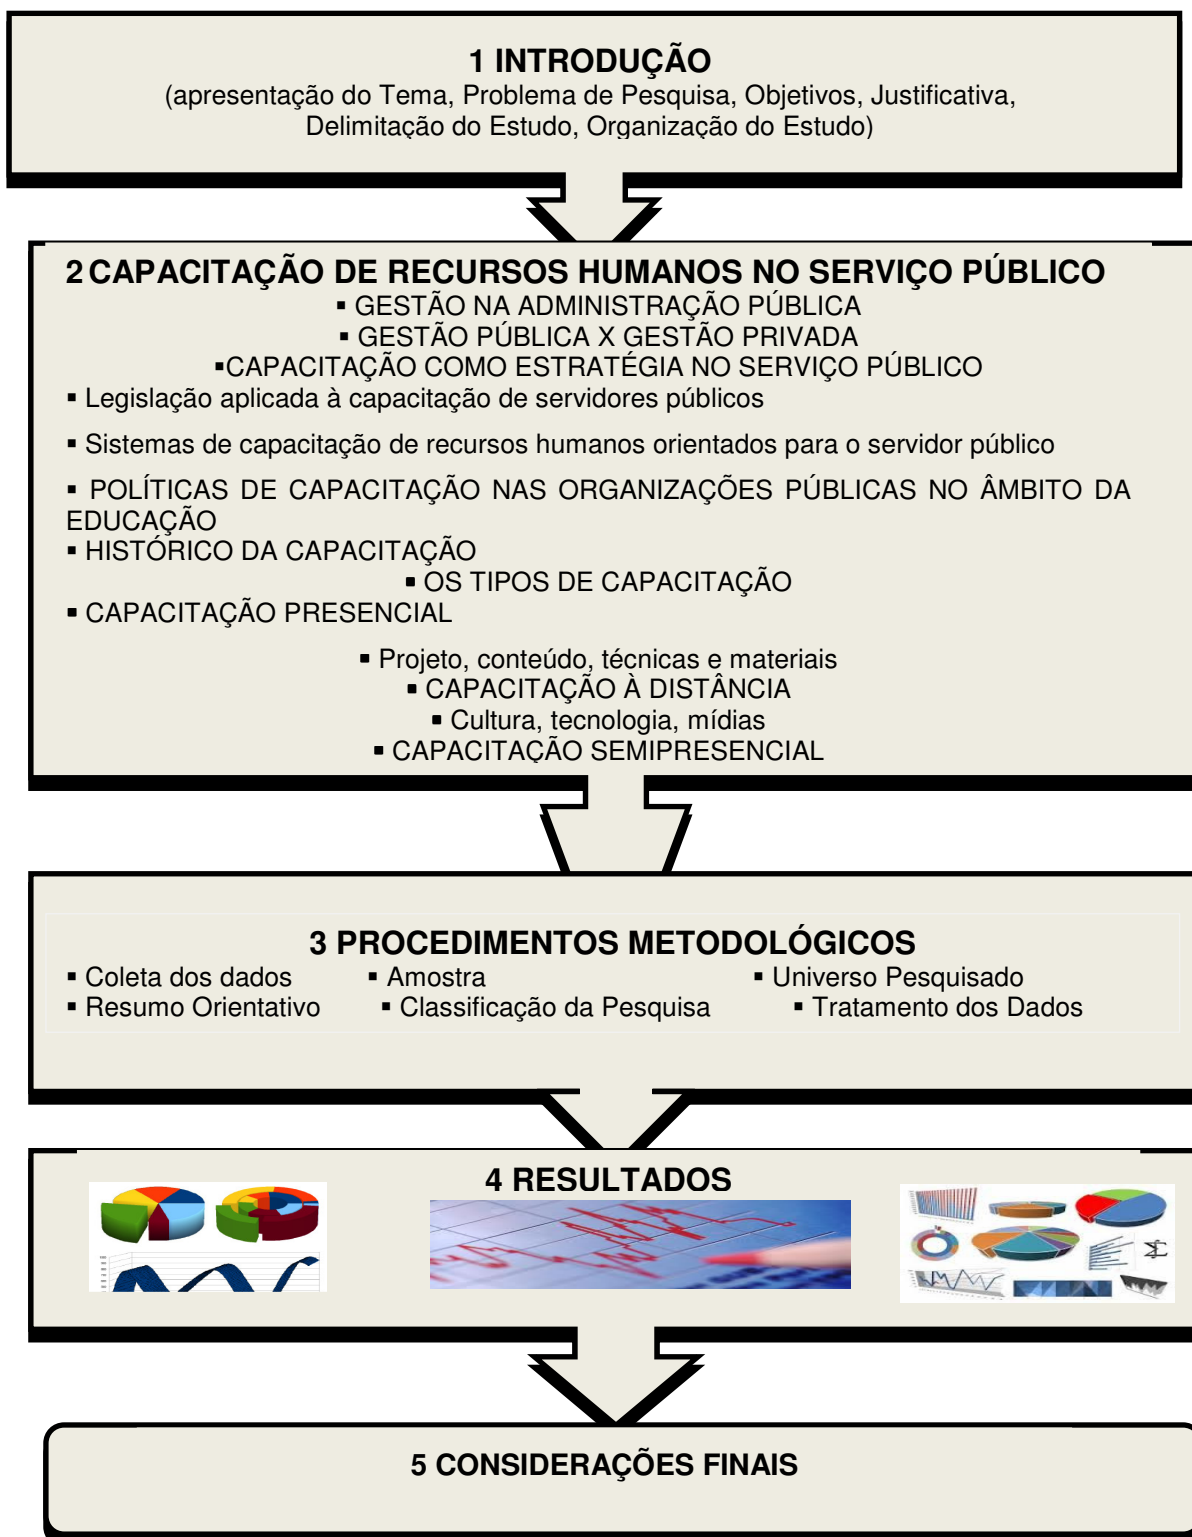 1 INTRODUÇÃO
(apresentação do Tema, Problema de Pesquisa, Objetivos, Justificativa,
Delimitação do Estudo, Organização do Estudo)
2 CAPACITAÇÃO DE RECURSOS HUMANOS NO SERVIÇO PÚBLICO
▪ GESTÃO NA ADMINISTRAÇÃO PÚBLICA
▪ GESTÃO PÚBLICA X GESTÃO PRIVADA
▪CAPACITAÇÃO COMO ESTRATÉGIA NO SERVIÇO PÚBLICO
▪ Legislação aplicada à capacitação de servidores públicos
▪ Sistemas de capacitação de recursos humanos orientados para o servidor público
▪ POLÍTICAS DE CAPACITAÇÃO NAS ORGANIZAÇÕES PÚBLICAS NO ÂMBITO DA
EDUCAÇÃO
▪ HISTÓRICO DA CAPACITAÇÃO
▪ OS TIPOS DE CAPACITAÇÃO
▪ CAPACITAÇÃO PRESENCIAL
▪ Projeto, conteúdo, técnicas e materiais
▪ CAPACITAÇÃO À DISTÂNCIA
▪ Cultura, tecnologia, mídias
▪ CAPACITAÇÃO SEMIPRESENCIAL
3 PROCEDIMENTOS METODOLÓGICOS
▪ Coleta dos dados ▪ Amostra ▪ Universo Pesquisado
▪ Resumo Orientativo ▪ Classificação da Pesquisa ▪ Tratamento dos Dados
4 RESULTADOS
5 CONSIDERAÇÕES FINAIS